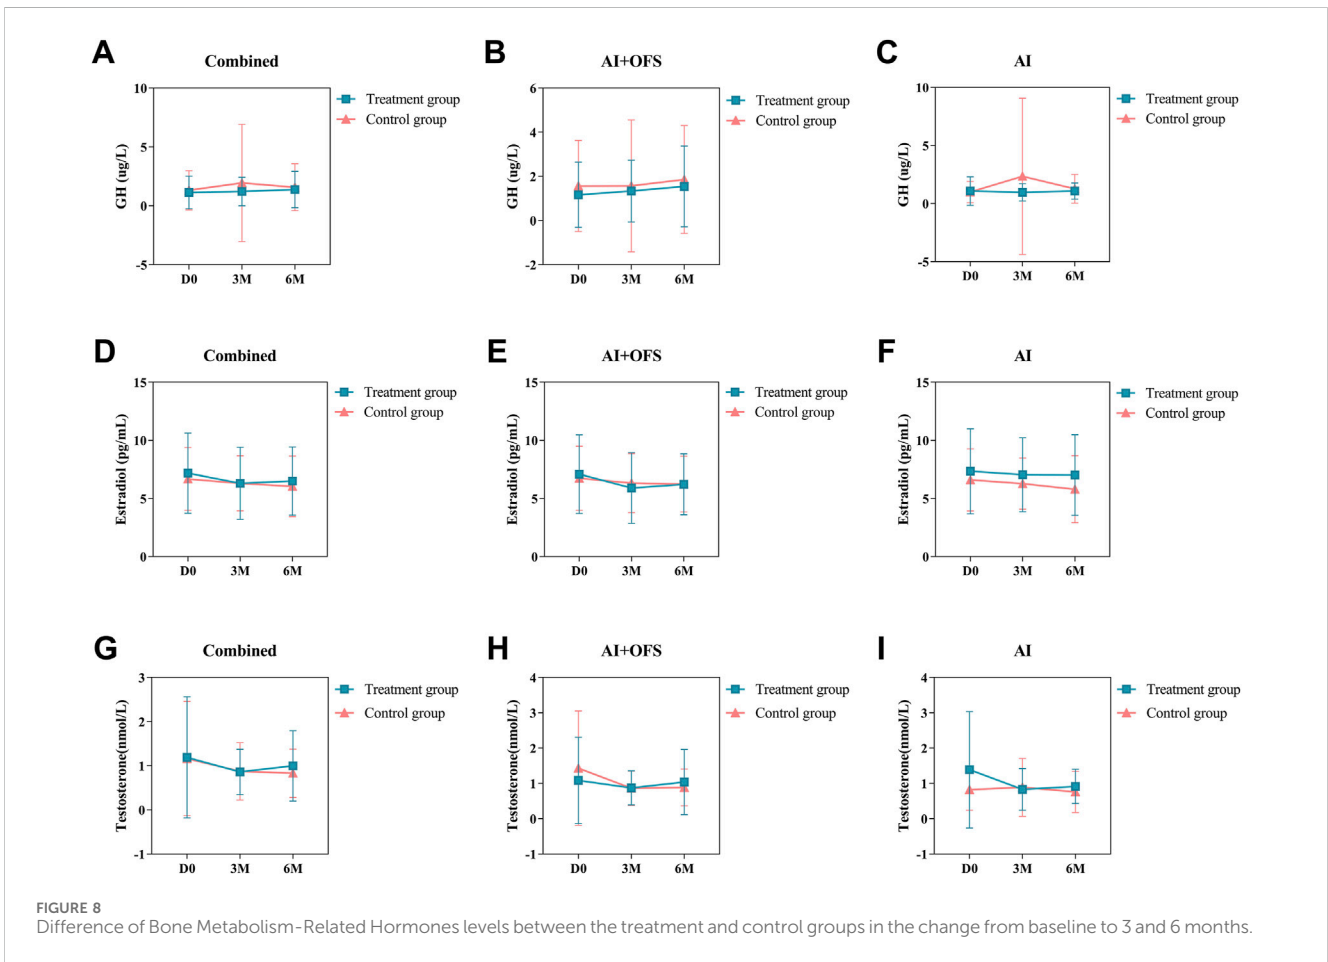 A
Combined
GH (ug/L)
10
5
0
-5
D0 3M 6M
Treatment group
Control group
B
AI+OFS
GH (ug/L)
6
4
2
0
-2
D0 3M 6M
Treatment group
Control group
C
AI
GH (ug/L)
10
5
0
-5
D0 3M 6M
Treatment group
Control group
D
Combined
Estradiol (pg/mL)
15
10
5
0
D0 3M 6M
Treatment group
Control group
E
AI+OFS
Estradiol (pg/mL)
15
10
5
0
D0 3M 6M
Treatment group
Control group
F
AI
Estradiol (pg/mL)
15
10
5
0
D0 3M 6M
Treatment group
Control group
G
Combined
Testosterone(nmol/L)
3
2
1
0
-1
D0 3M 6M
Treatment group
Control group
H
AI+OFS
Testosterone(nmol/L)
4
3
2
1
0
-1
D0 3M 6M
Treatment group
Control group
I
AI
Testosterone(nmol/L)
4
3
2
1
0
-1
D0 3M 6M
Treatment group
Control group
FIGURE 8
Difference of Bone Metabolism-Related Hormones levels between the treatment and control groups in the change from baseline to 3 and 6 months.